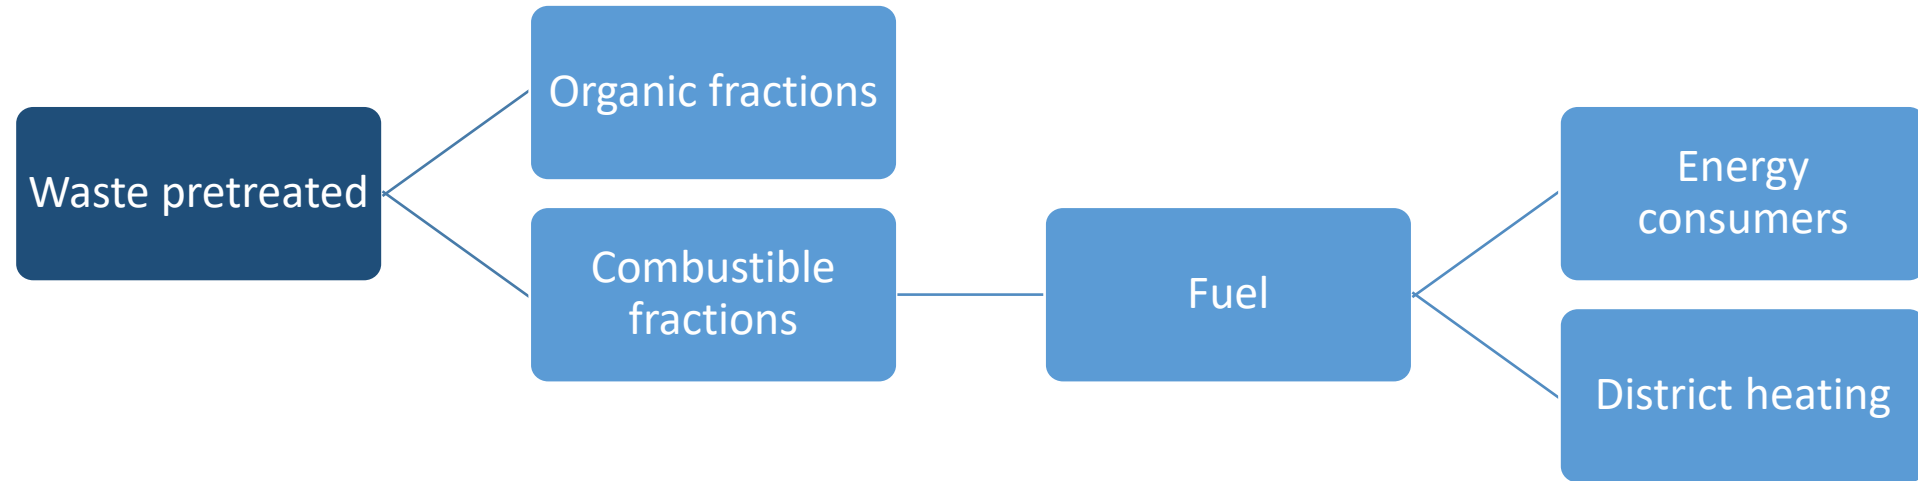 Waste pretreated
Organic fractions
Combustible
fractions
Fuel
Energy
consumers
District heating